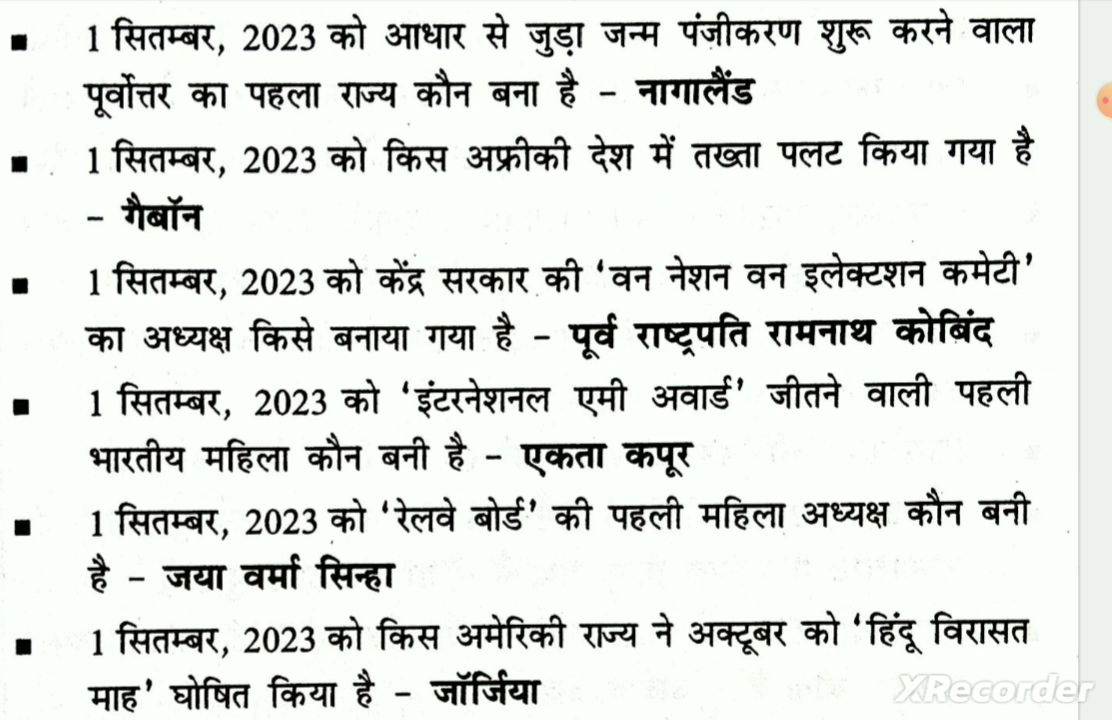 ▪ 1 सितम्बर, 2023 को आधार से जुड़ा जन्म पंजीकरण शुरू करने वाला
पूर्वोत्तर का पहला राज्य कौन बना है – नागालैंड
▪ 1 सितम्बर, 2023 को किस अफ्रीकी देश में तख्ता पलट किया गया है
– गैबॉन
▪ 1 सितम्बर, 2023 को केंद्र सरकार की ‘वन नेशन वन इलेक्टशन कमेटी’
का अध्यक्ष किसे बनाया गया है – पूर्व राष्ट्रपति रामनाथ कोबिंद
▪ 1 सितम्बर, 2023 को ‘इंटरनेशनल एमी अवार्ड’ जीतने वाली पहली
भारतीय महिला कौन बनी है – एकता कपूर
▪ 1 सितम्बर, 2023 को ‘रेलवे बोर्ड’ की पहली महिला अध्यक्ष कौन बनी
है – जया वर्मा सिन्हा
▪ 1 सितम्बर, 2023 को किस अमेरिकी राज्य ने अक्टूबर को ‘हिंदू विरासत
माह’ घोषित किया है – जॉर्जिया
XRecorder